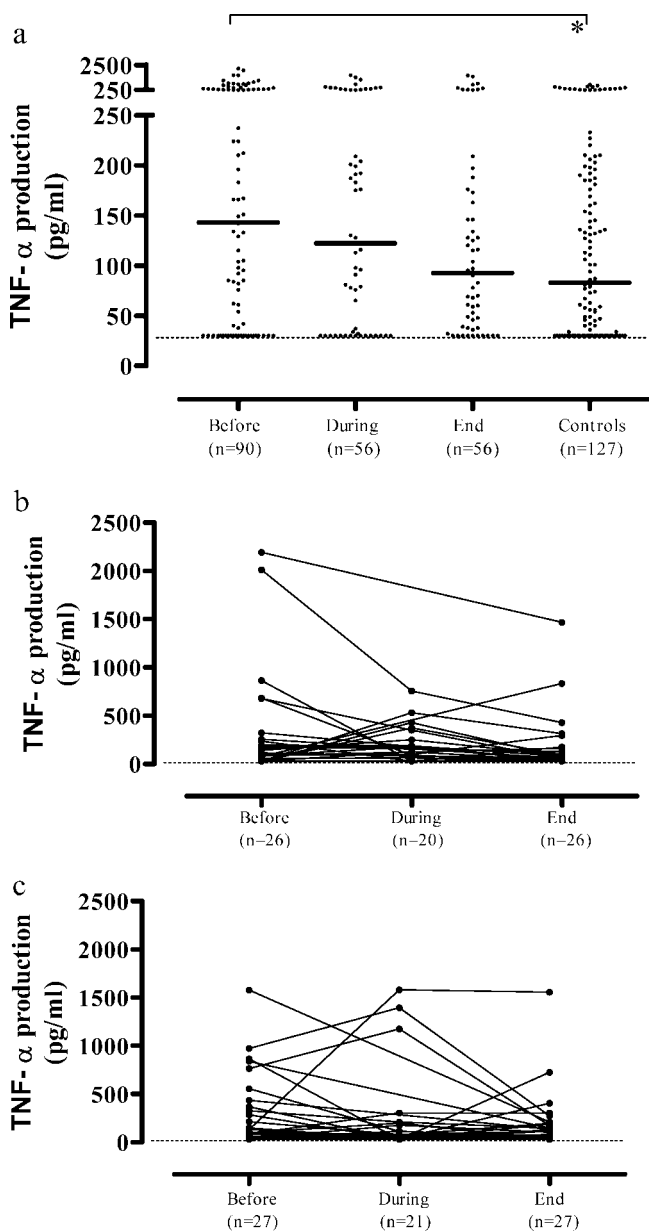 a
*
2500
250
250
200
150
100
50
0
TNF- α production
(pg/ml)
Before During End Controls
(n=90) (n=56) (n=56) (n=127)
b
2500
2000
1500
1000
500
0
TNF- α production
(pg/ml)
Before During End
(n–26) (n–20) (n–26)
c
2500
2000
1500
1000
500
0
TNF- α production
(pg/ml)
Before During End
(n=27) (n=21) (n=27)